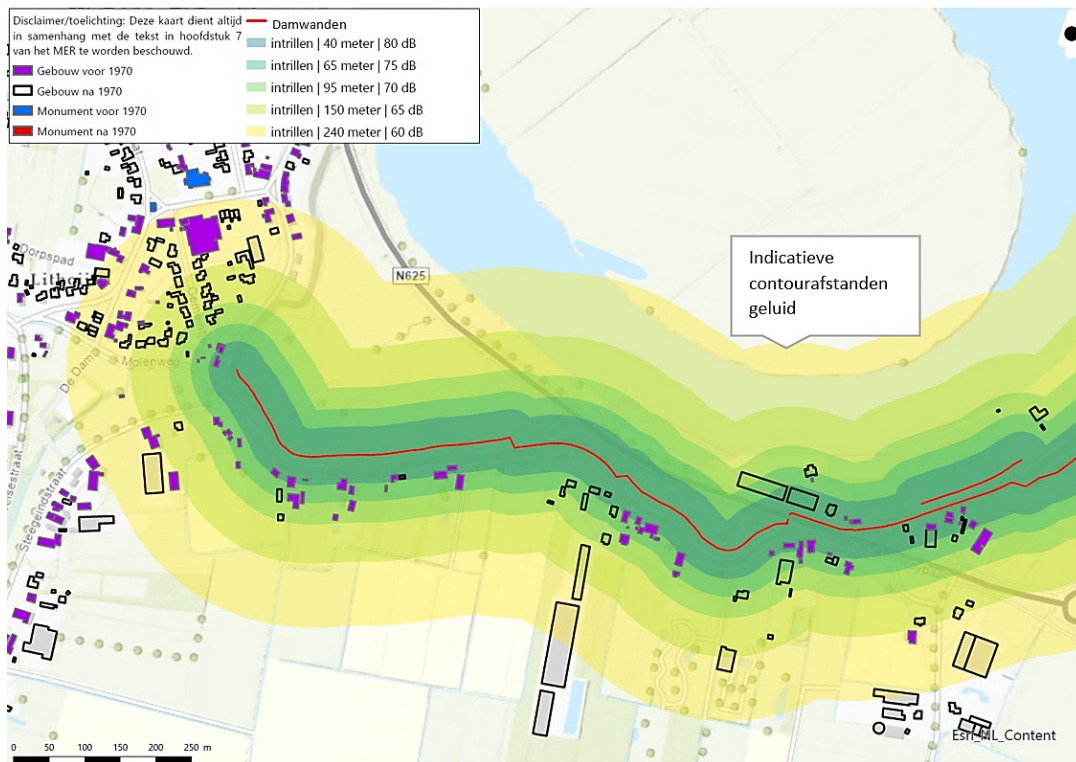 Disclaimer/toelichting: Deze kaart dient altijd
in samenhang met de tekst in hoofdstuk 7
van het MER te worden beschouwd.
Gebouw voor 1970
Gebouw na 1970
Monument voor 1970
Monument na 1970
Damwanden
intrillen | 40 meter | 80 dB
intrillen | 65 meter | 75 dB
intrillen | 95 meter | 70 dB
intrillen | 150 meter | 65 dB
intrillen | 240 meter | 60 dB
Dorpspad
N625
Indicatieve
contourafstanden
geluid
Molenweg
De Dam
Steegeindstraat
Esri_NL_Content
0 50 100 150 200 250 m